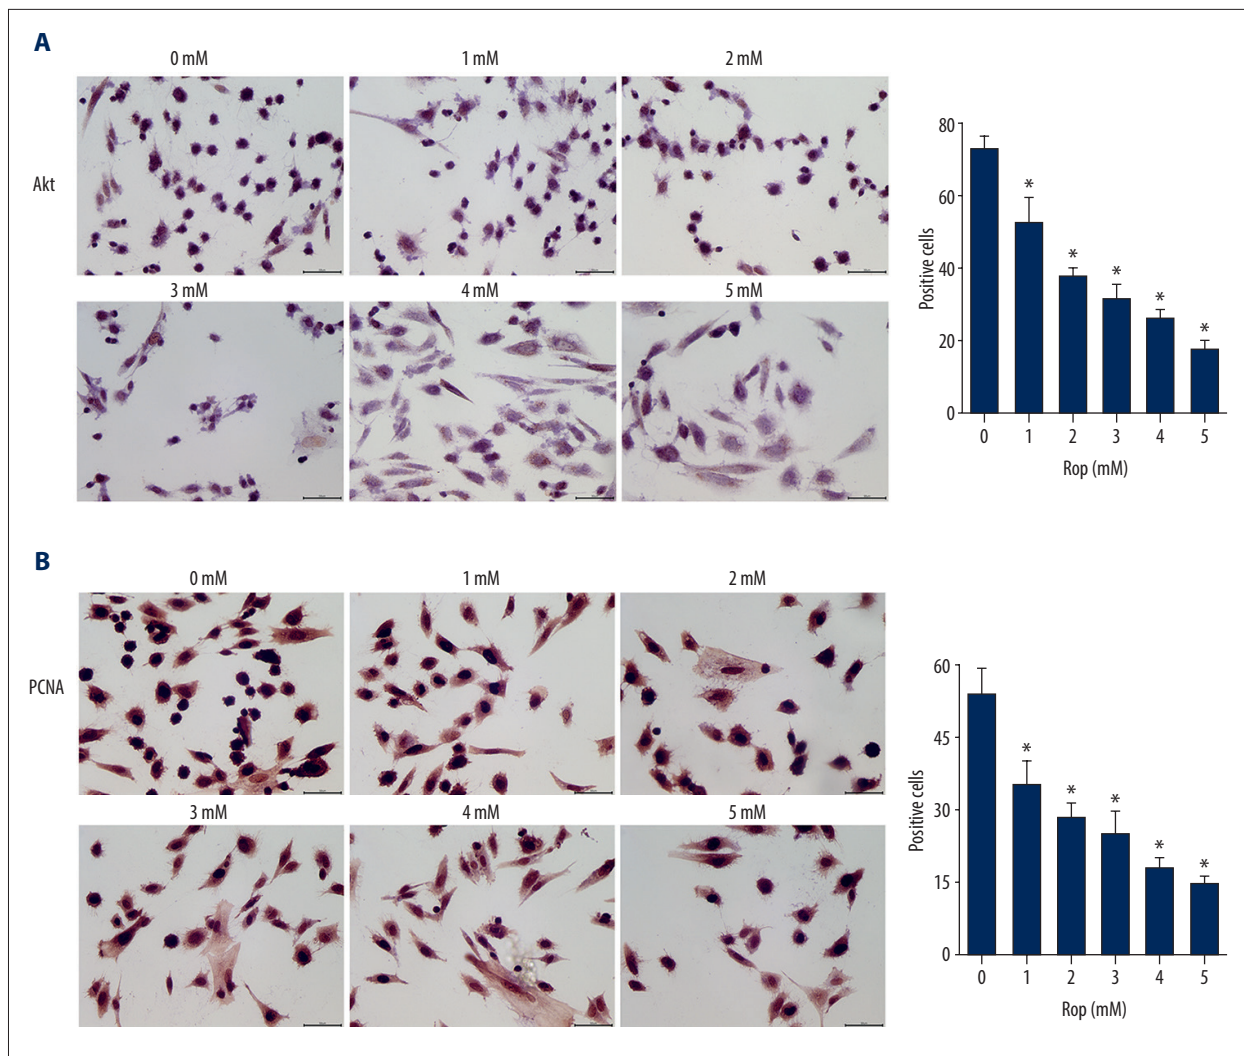 A
0 mM 1 mM 2 mM
Akt
3 mM 4 mM 5 mM
80
60
40
20
0
Positive cells
* * * * *
0 1 2 3 4 5
Rop (mM)
B
0 mM 1 mM 2 mM
PCNA
3 mM 4 mM 5 mM
60
45
30
15
0
Positive cells
* * * * *
0 1 2 3 4 5
Rop (mM)